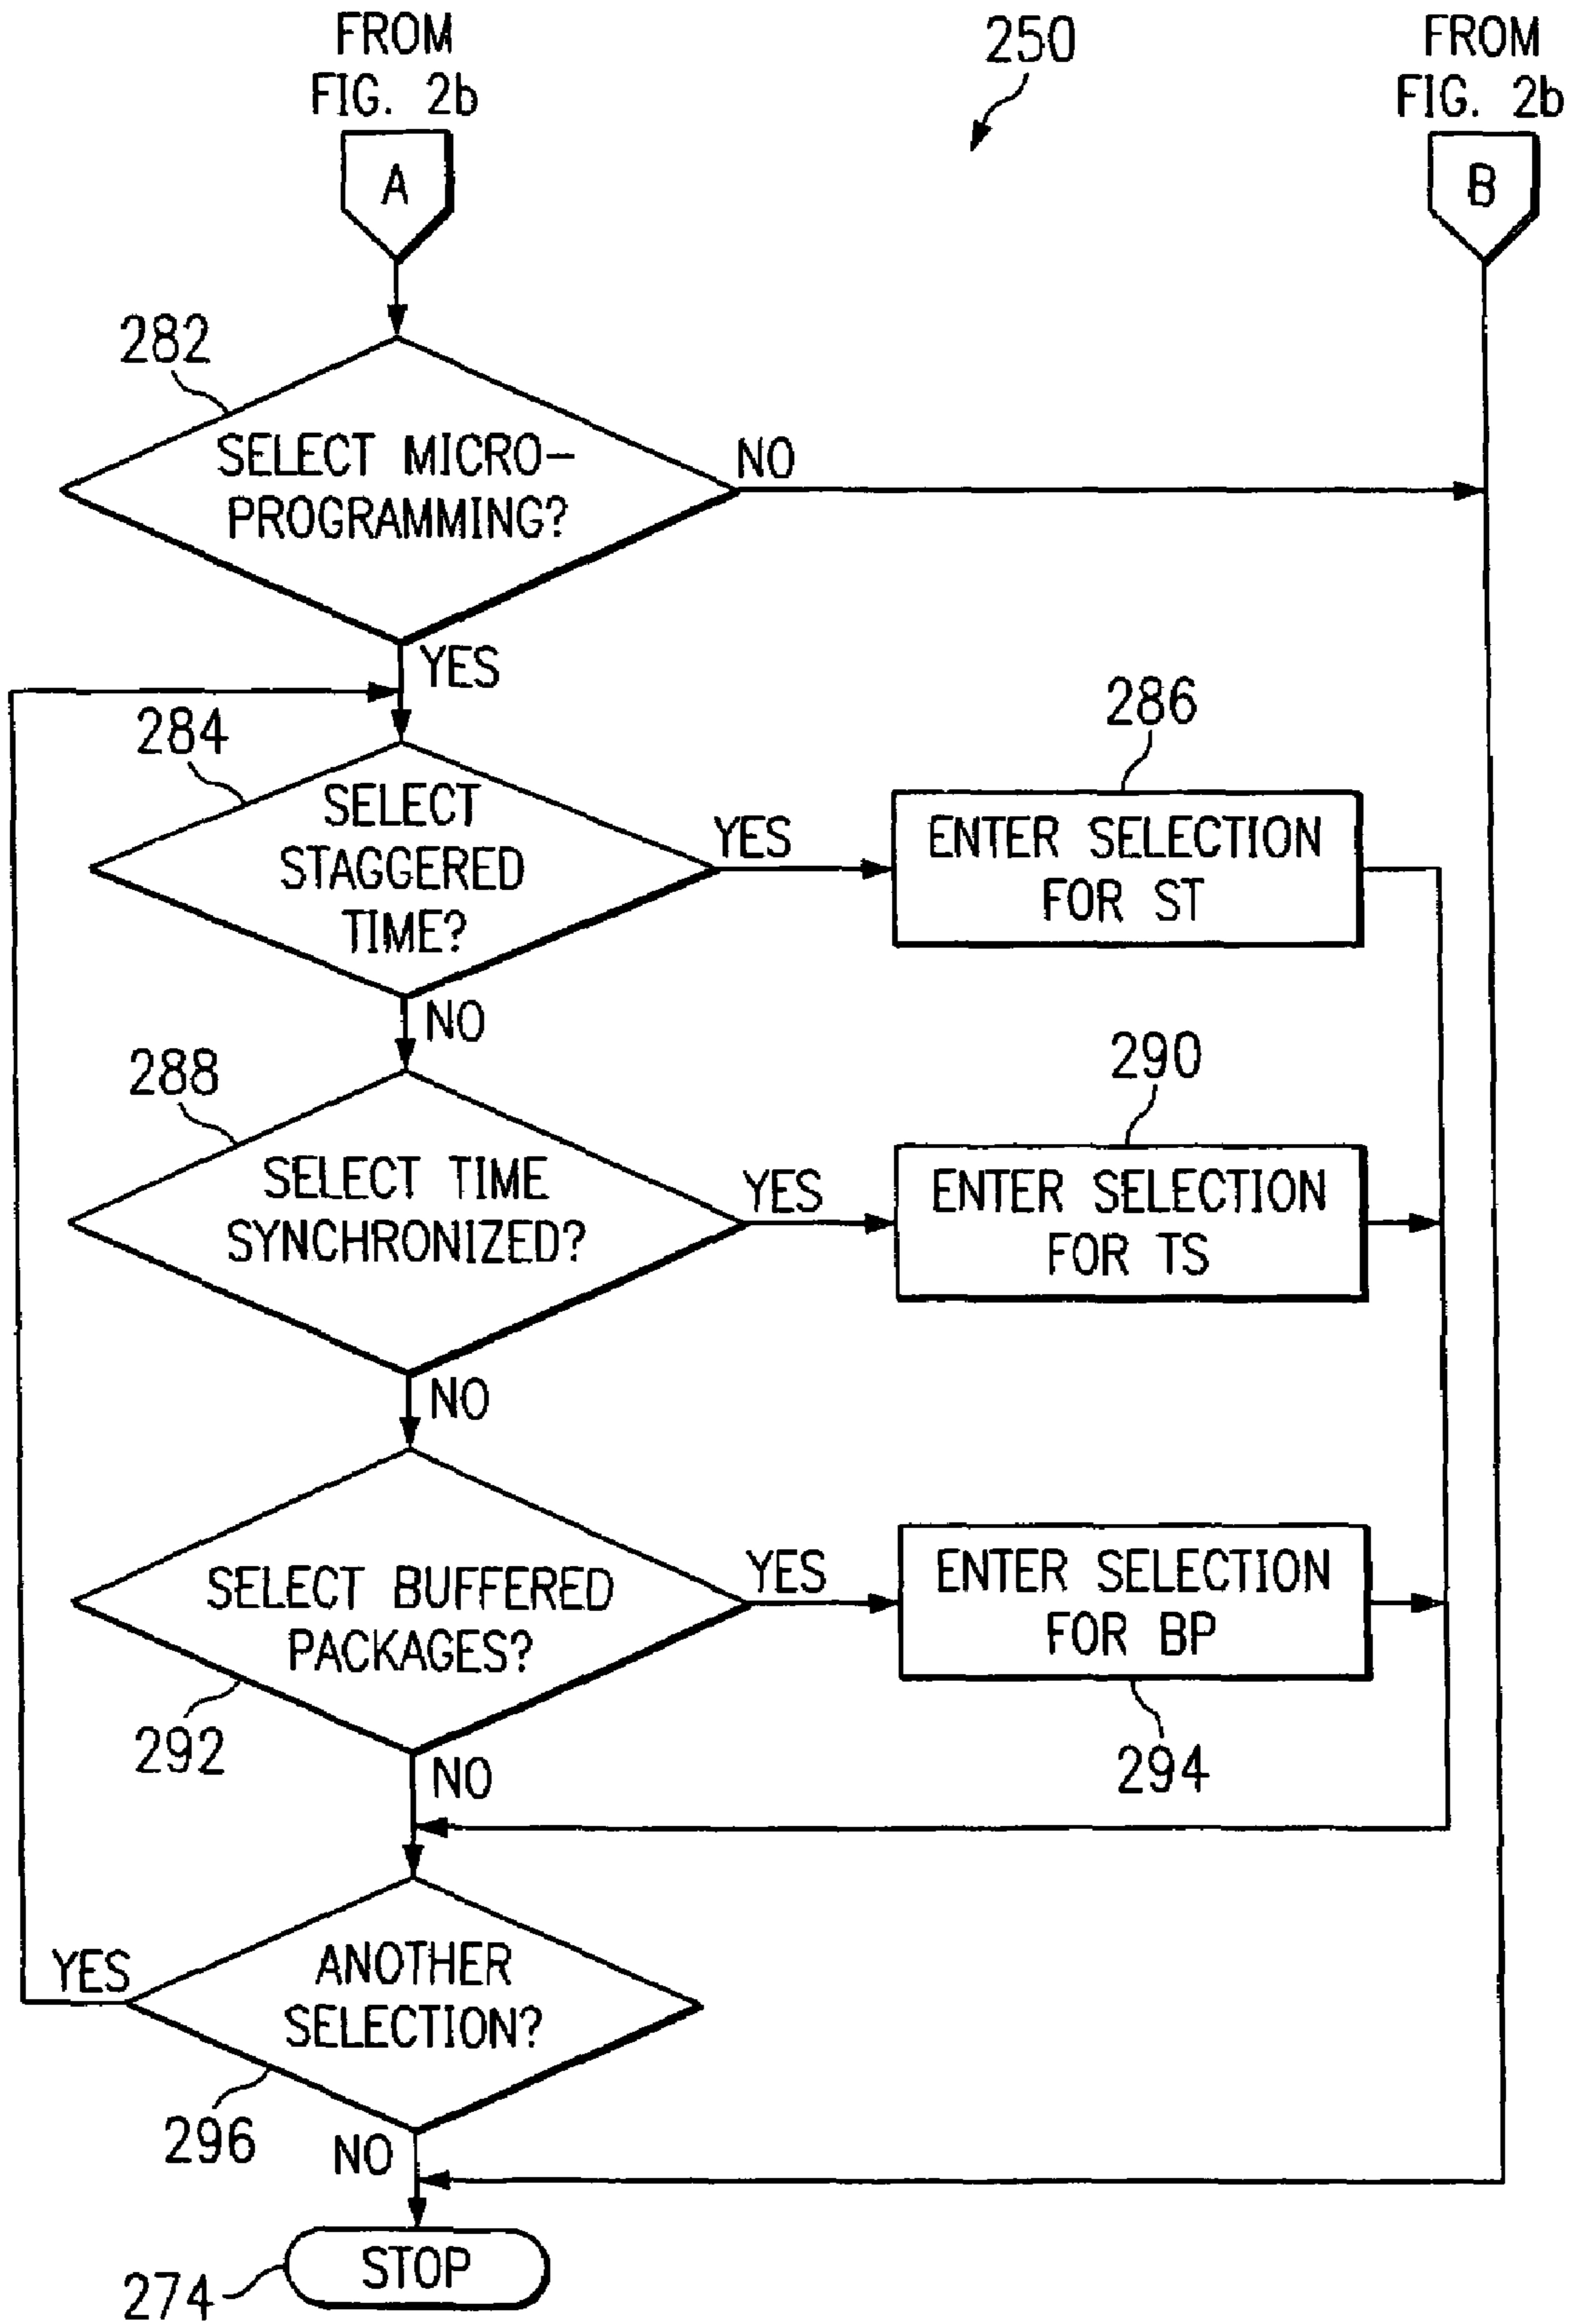 FROM
FIG. 2b
250
FROM
FIG. 2b
A
B
282
SELECT MICRO-
PROGRAMMING?
NO
YES
284
SELECT
STAGGERED
TIME?
YES
286
ENTER SELECTION
FOR ST
NO
288
SELECT TIME
SYNCHRONIZED?
YES
290
ENTER SELECTION
FOR TS
NO
SELECT BUFFERED
PACKAGES?
292
YES
ENTER SELECTION
FOR BP
294
NO
YES
ANOTHER
SELECTION?
296
NO
STOP
274